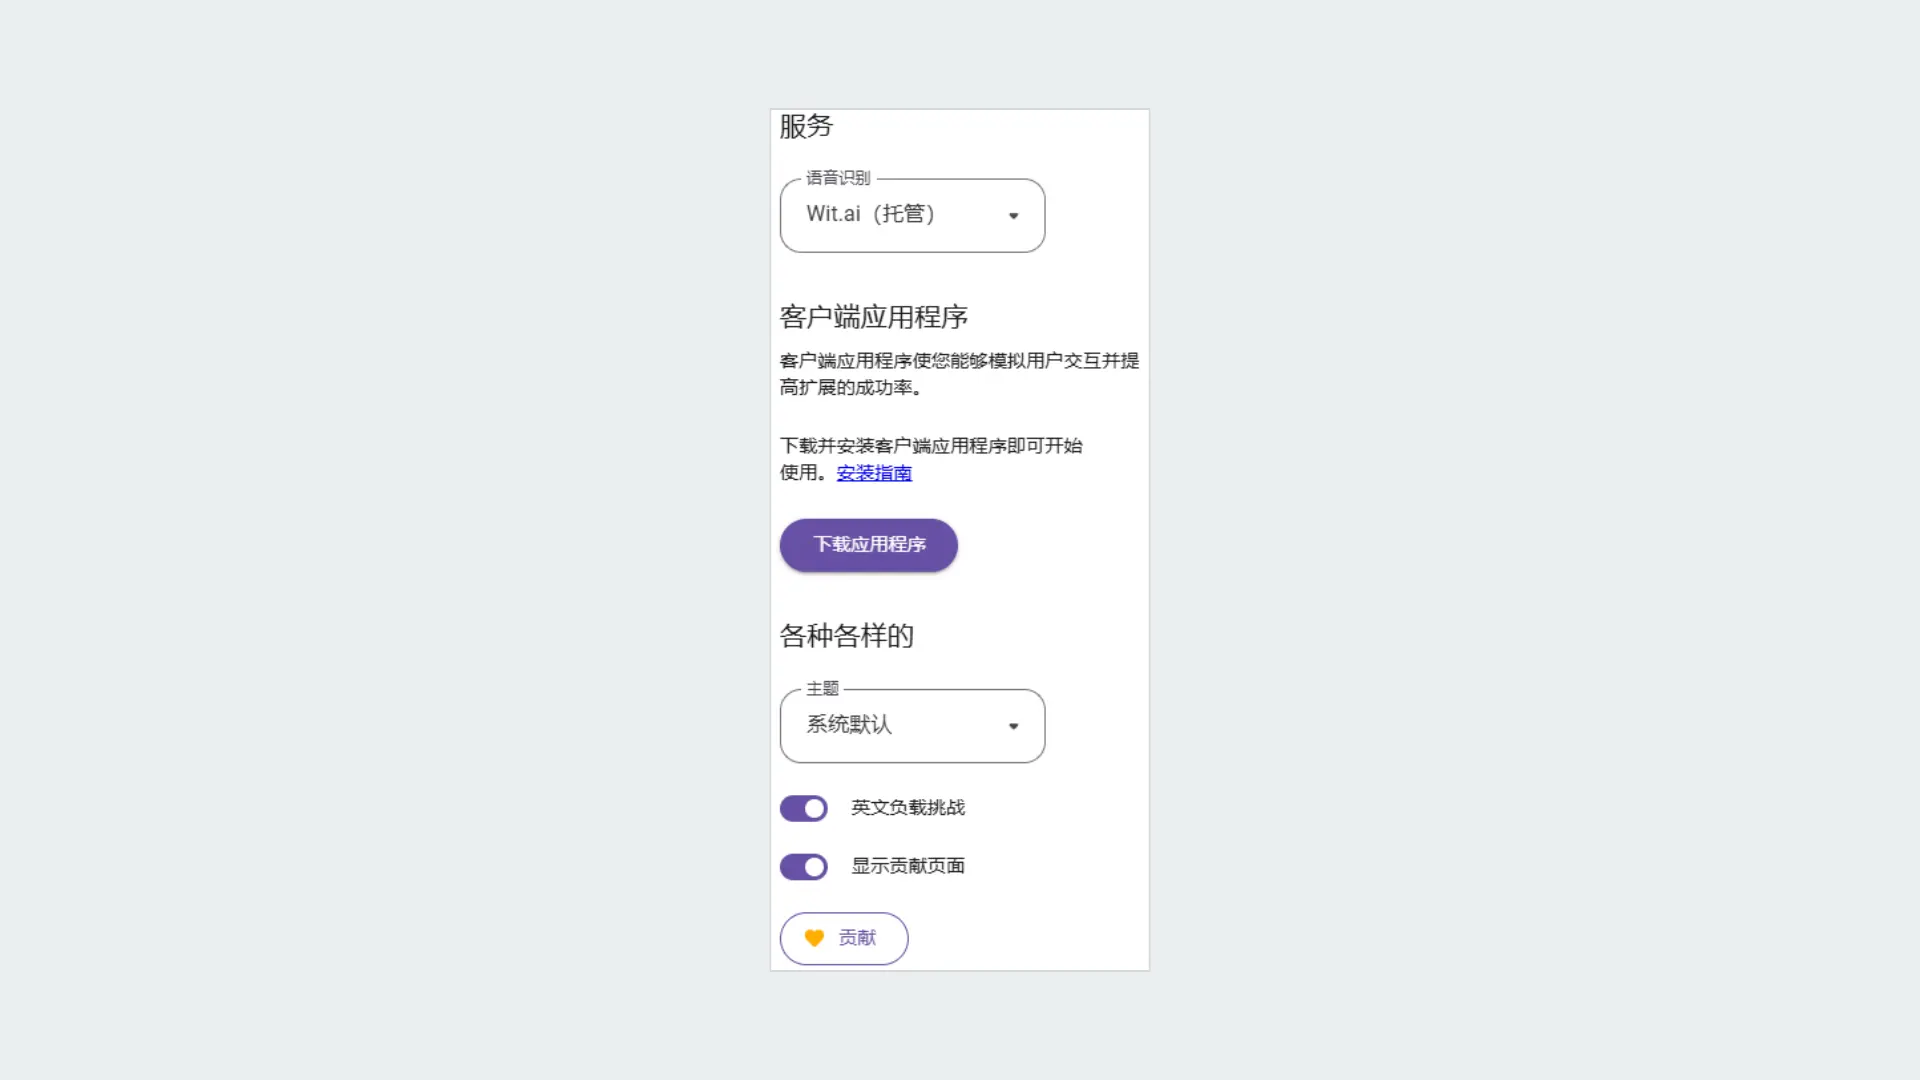 服务
语音识别
Wit.ai（托管）
客户端应用程序
客户端应用程序使您能够模拟用户交互并提
高扩展的成功率。
下载并安装客户端应用程序即可开始
使用。安装指南
下载应用程序
各种各样的
主题
系统默认
英文负载挑战
显示贡献页面
贡献